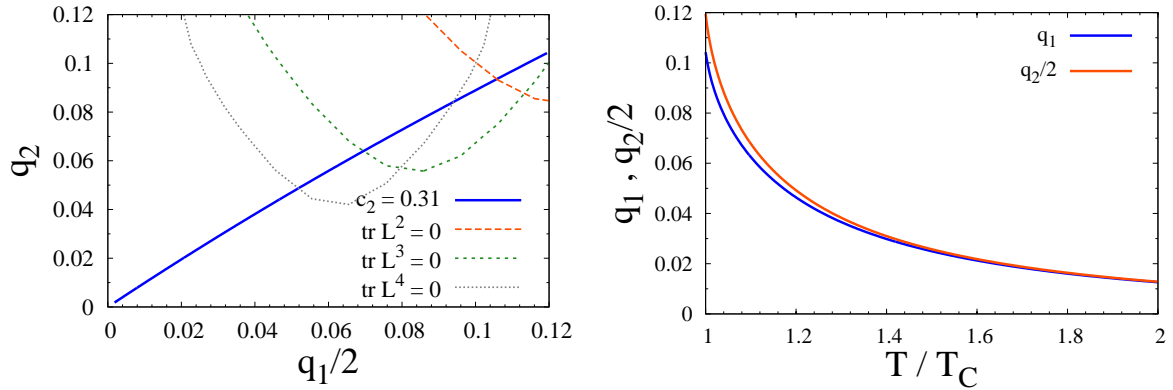 0.12
0.1
0.08
0.06
0.04
0.02
0
q₂
c₂ = 0.31
tr L² = 0
tr L³ = 0
tr L⁴ = 0
0 0.02 0.04 0.06 0.08 0.1 0.12
q₁/2
0.12
0.1
0.08
0.06
0.04
0.02
0
q₁ , q₂/2
q₁
q₂/2
1 1.2 1.4 1.6 1.8 2
T / T_C